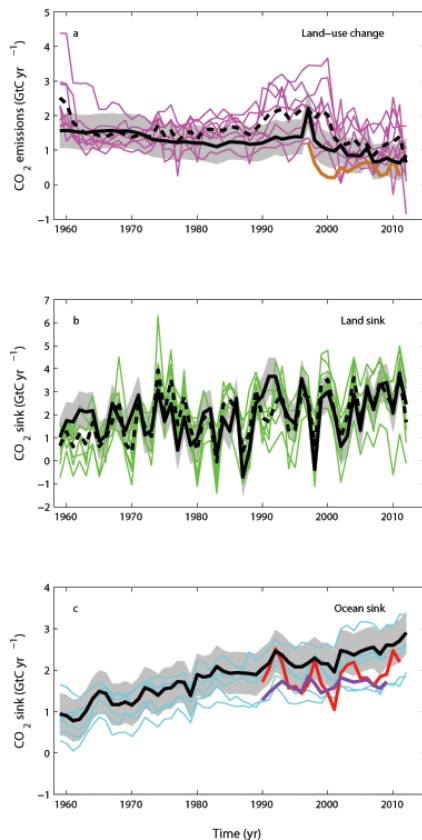 5
4
3
2
1
0
−1
CO2 emissions (GtC yr −1)
a
Land−use change
1960 1970 1980 1990 2000 2010
7
6
5
4
3
2
1
0
−1
−2
CO2 sink (GtC yr −1)
b
Land sink
1960 1970 1980 1990 2000 2010
4
3
2
1
0
−1
CO2 sink (GtC yr −1)
c
Ocean sink
1960 1970 1980 1990 2000 2010
Time (yr)